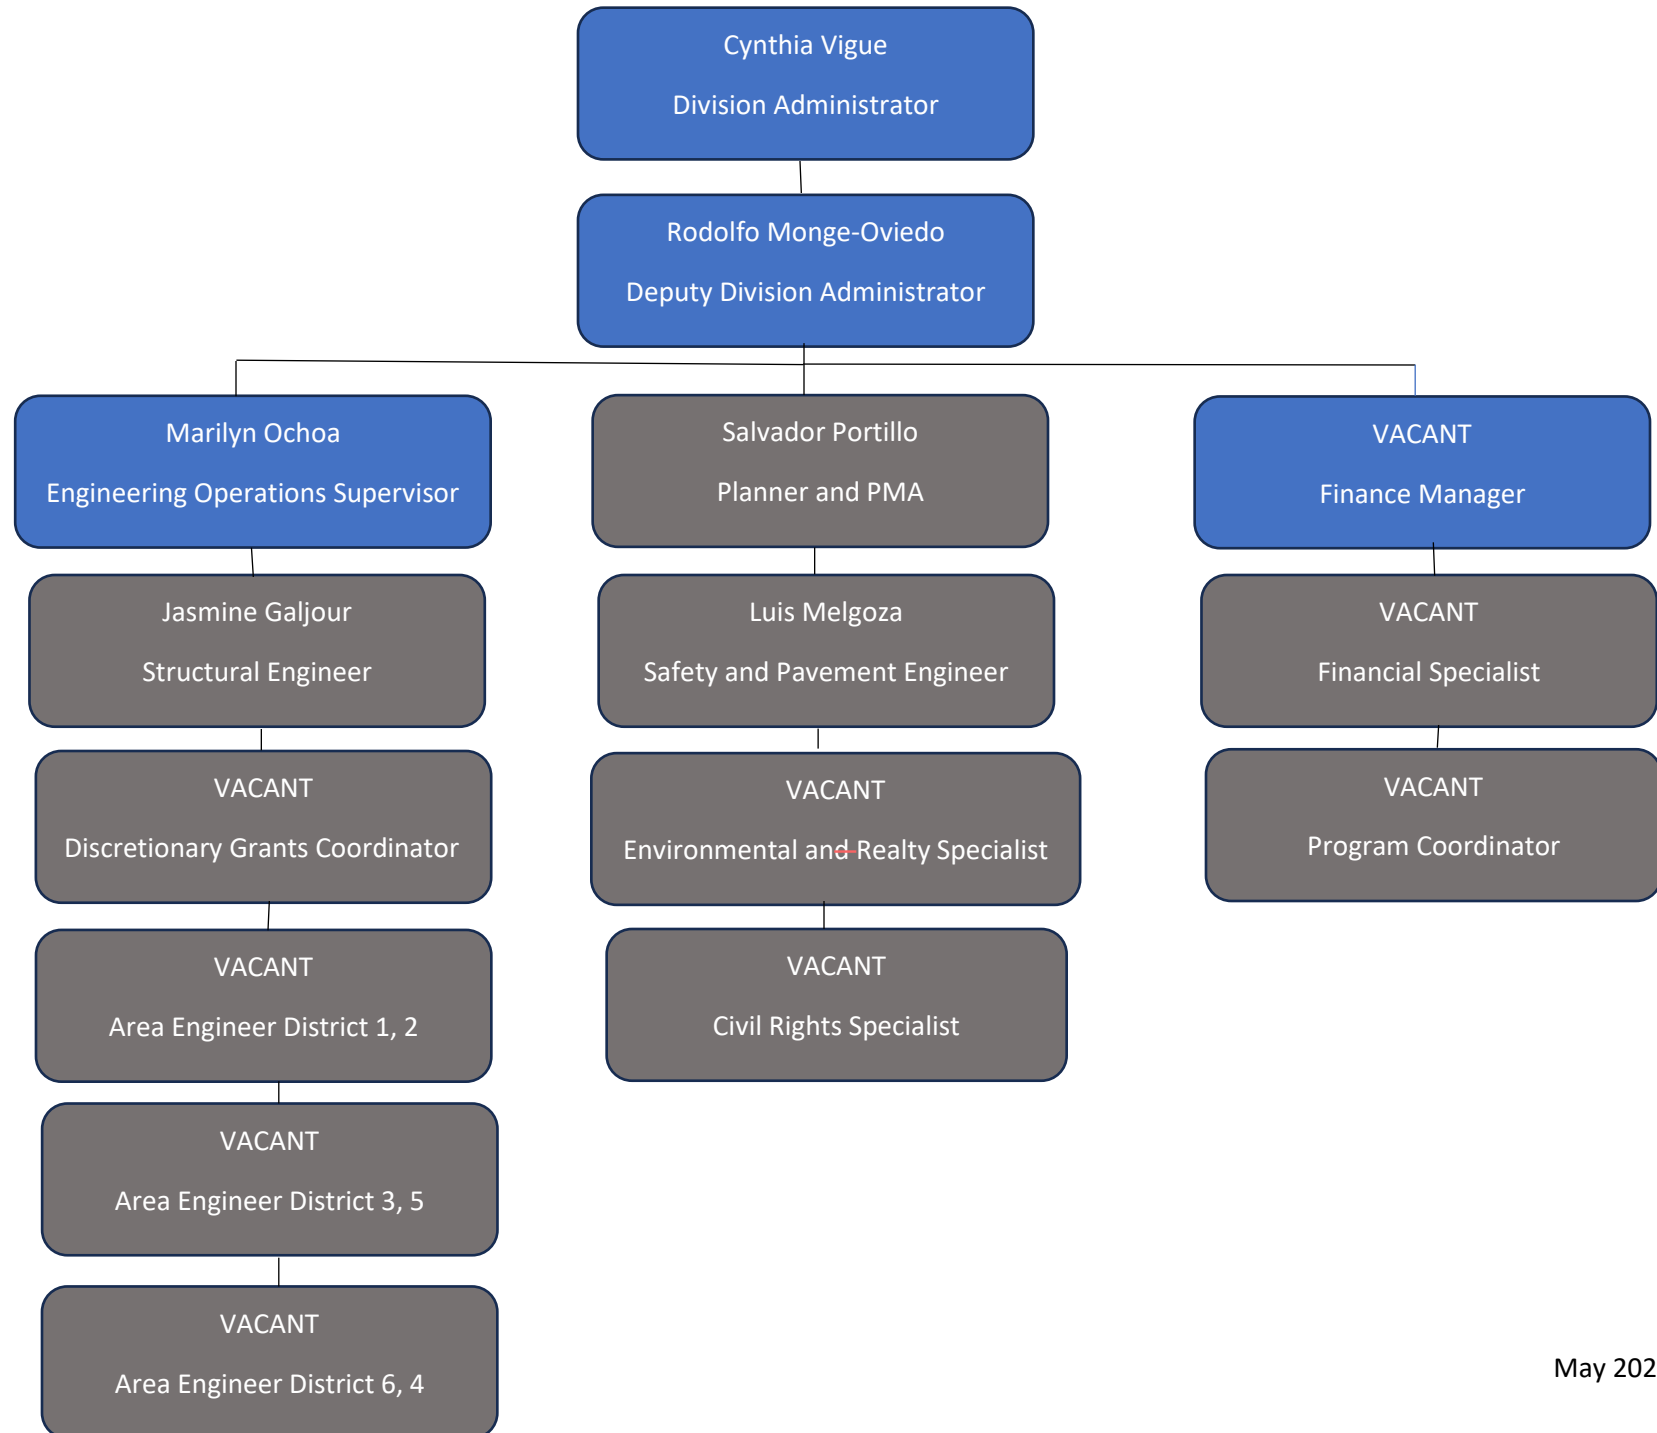 Cynthia Vigue
Division Administrator
Rodolfo Monge-Oviedo
Deputy Division Administrator
Marilyn Ochoa
Engineering Operations Supervisor
Salvador Portillo
Planner and PMA
VACANT
Finance Manager
Jasmine Galjour
Structural Engineer
Luis Melgoza
Safety and Pavement Engineer
VACANT
Financial Specialist
VACANT
Discretionary Grants Coordinator
VACANT
Environmental and Realty Specialist
VACANT
Program Coordinator
VACANT
Area Engineer District 1, 2
VACANT
Civil Rights Specialist
VACANT
Area Engineer District 3, 5
VACANT
Area Engineer District 6, 4
May 202